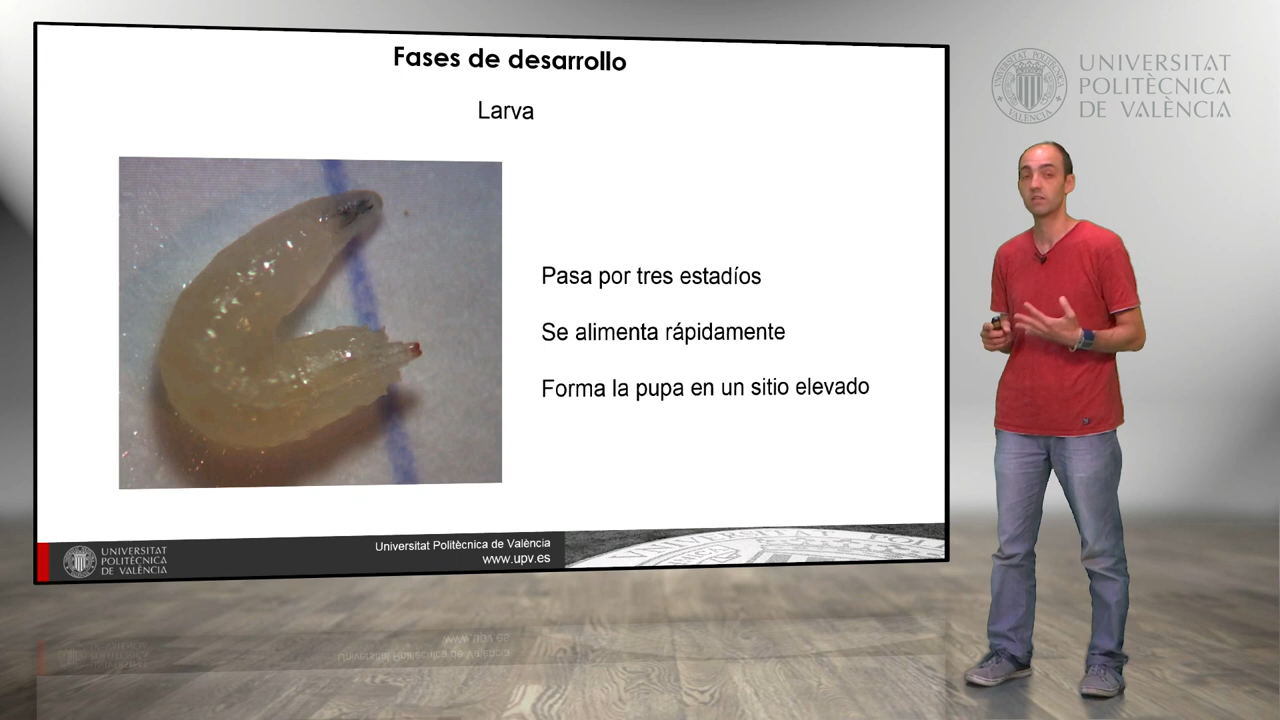 Fases de desarrollo
Larva
Pasa por tres estadíos
Se alimenta rápidamente
Forma la pupa en un sitio elevado
UNIVERSITAT
POLITÈCNICA
DE VALÈNCIA
Universitat Politècnica de València
www.upv.es
UNIVERSITAT
POLITÈCNICA
DE VALÈNCIA